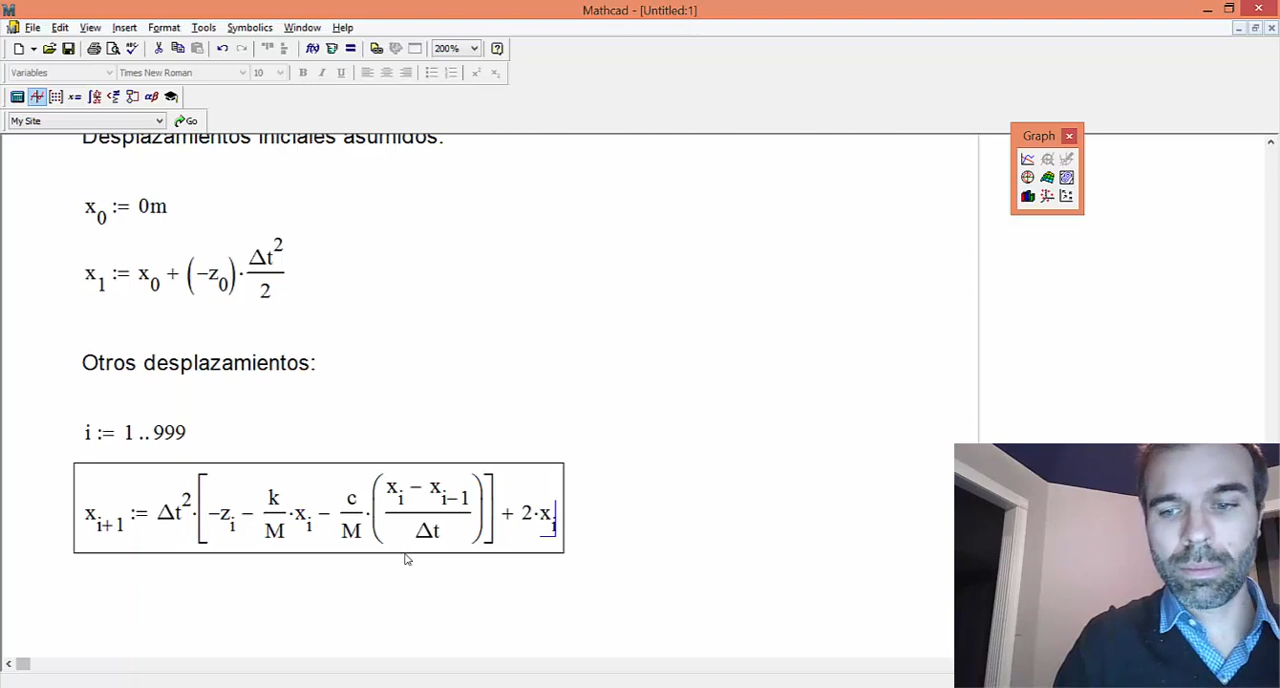 Mathcad - [Untitled:1]
File Edit View Insert Format Tools Symbolics Window Help
200%
Variables Times New Roman 10 B I U
My Site Go
Graph
Desplazamientos iniciales asumidos:
x₀ := 0m
x₁ := x₀ + (−z₀)·Δt²/2
Otros desplazamientos:
i := 1 .. 999
xᵢ₊₁ := Δt²·[−zᵢ − k/M·xᵢ − c/M·((xᵢ − xᵢ₋₁)/Δt)] + 2·xᵢ